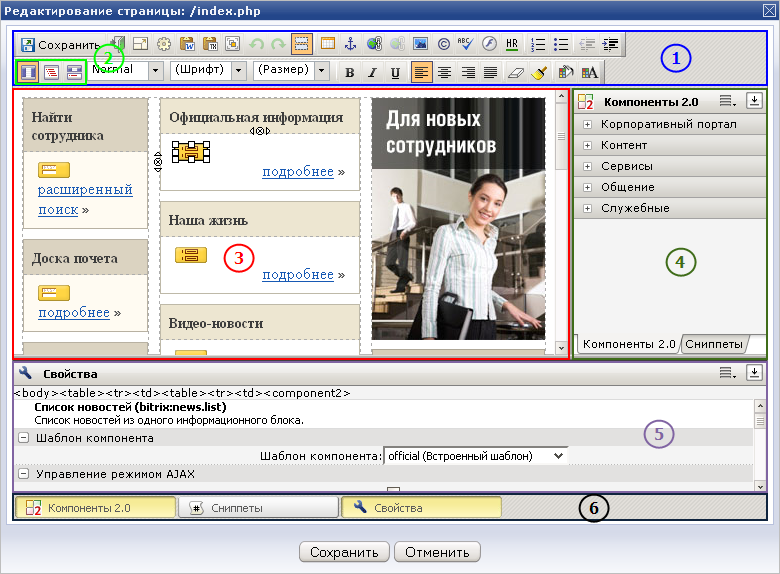 Редактирование страницы: /index.php
Сохранить
ABC
HR
1
2
Normal
(Шрифт)
(Размер)
B I U
A
Найти сотрудника
расширенный поиск »
Доска почета
подробнее »
Официальная информация
подробнее »
Наша жизнь
3
подробнее »
Видео-новости
Для новых
сотрудников
Компоненты 2.0
Корпоративный портал
Контент
Сервисы
Общение
Служебные
4
Компоненты 2.0
Сниппеты
Свойства
<body><table><tr><td><table><tr><td><component2>
Список новостей (bitrix:news.list)
Список новостей из одного информационного блока.
Шаблон компонента
5
Шаблон компонента: official (Встроенный шаблон)
Управление режимом AJAX
Компоненты 2.0
Сниппеты
Свойства
6
Сохранить
Отменить